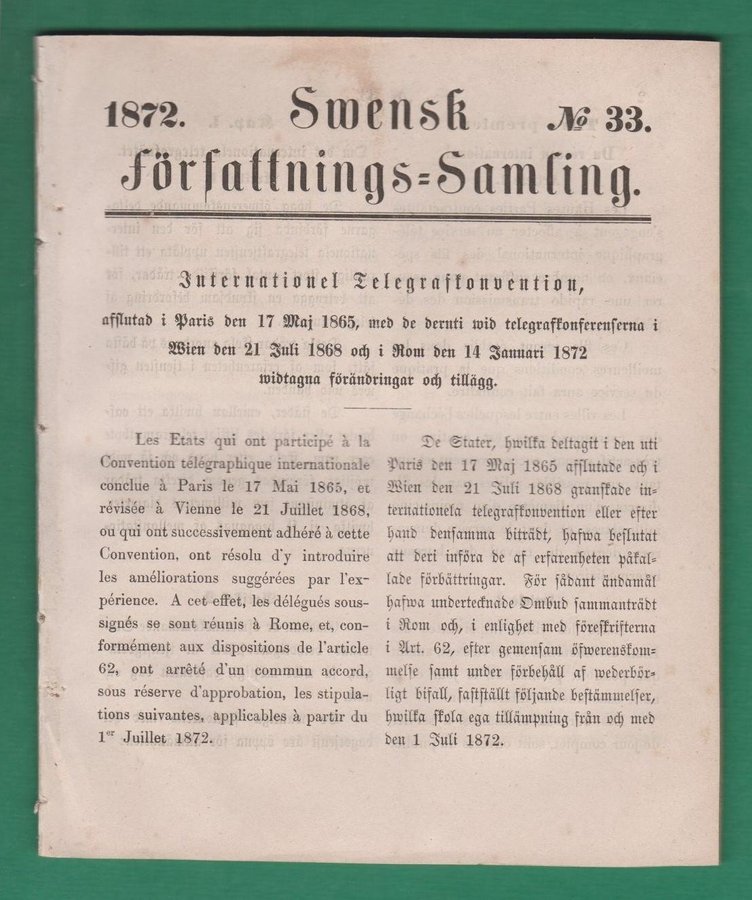 1872. Swensk № 33.
Författnings-Samling.
Internationel Telegrafkonvention,
afslutad i Paris den 17 Maj 1865, med de deruti wid telegrafkonferenserna i
Wien den 21 Juli 1868 och i Rom den 14 Januari 1872
widtagna förändringar och tillägg.
Les Etats qui ont participé à la
Convention télégraphique internationale
conclue à Paris le 17 Mai 1865, et
révisée à Vienne le 21 Juillet 1868,
ou qui ont successivement adhéré à cette
Convention, ont résolu d'y introduire
les améliorations suggérées par l'ex-
périence. A cet effet, les délégués sous-
signés se sont réunis à Rome, et, con-
formément aux dispositions de l'article
62, ont arrêté d'un commun accord,
sous réserve d'approbation, les stipula-
tions suivantes, applicables à partir du
1er Juillet 1872.
De Stater, hwilka deltagit i den uti
Paris den 17 Maj 1865 afslutade och i
Wien den 21 Juli 1868 granskade in-
ternationela telegrafkonvention eller efter
hand densamma biträdt, hafwa beslutat
att deri införa de af erfarenheten påkal-
lade förbättringar. För sådant ändamål
hafwa undertecknade Ombud sammanträdt
i Rom och, i enlighet med föreskrifterna
i Art. 62, efter gemensam öfwerenskom-
melse samt under förbehåll af wederbör-
ligt bifall, fastställt följande bestämmelser,
hwilka skola ega tillämpning från och med
den 1 Juli 1872.